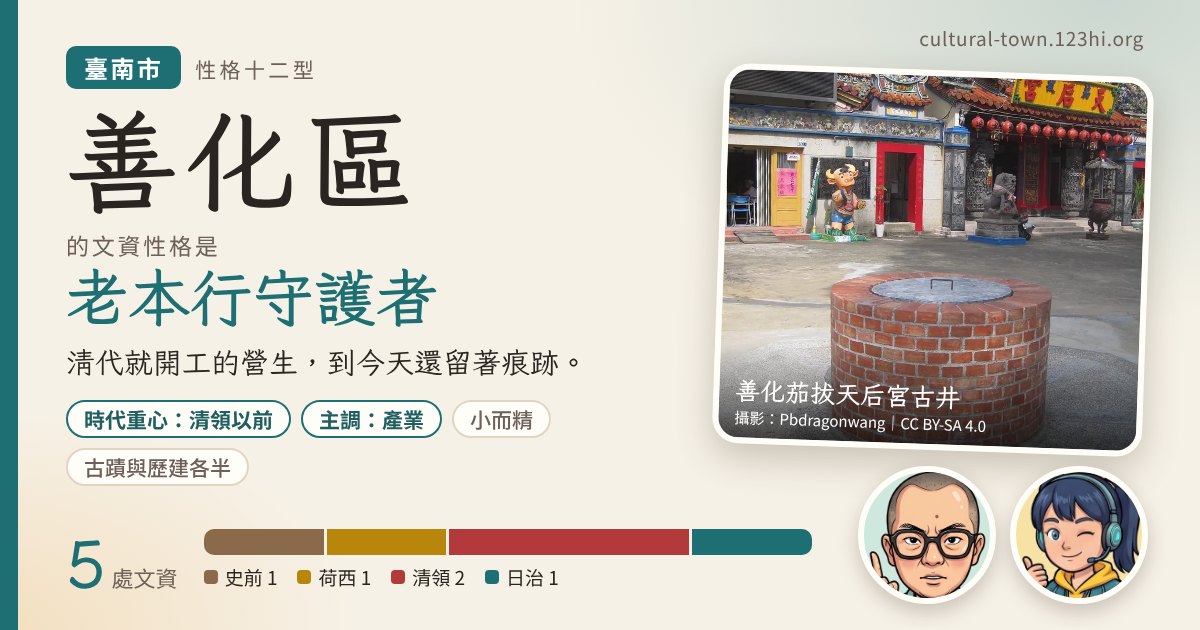 臺南市 性格十二型
cultural-town.123hi.org
善化區
的文資性格是
老本行守護者
清代就開工的營生，到今天還留著痕跡。
時代重心：清領以前 主調：產業 小而精
古蹟與歷建各半
5 處文資
史前 1 荷西 1 清領 2 日治 1
宮后天
善化茄拔天后宮古井
攝影：Pbdragonwang｜CC BY-SA 4.0